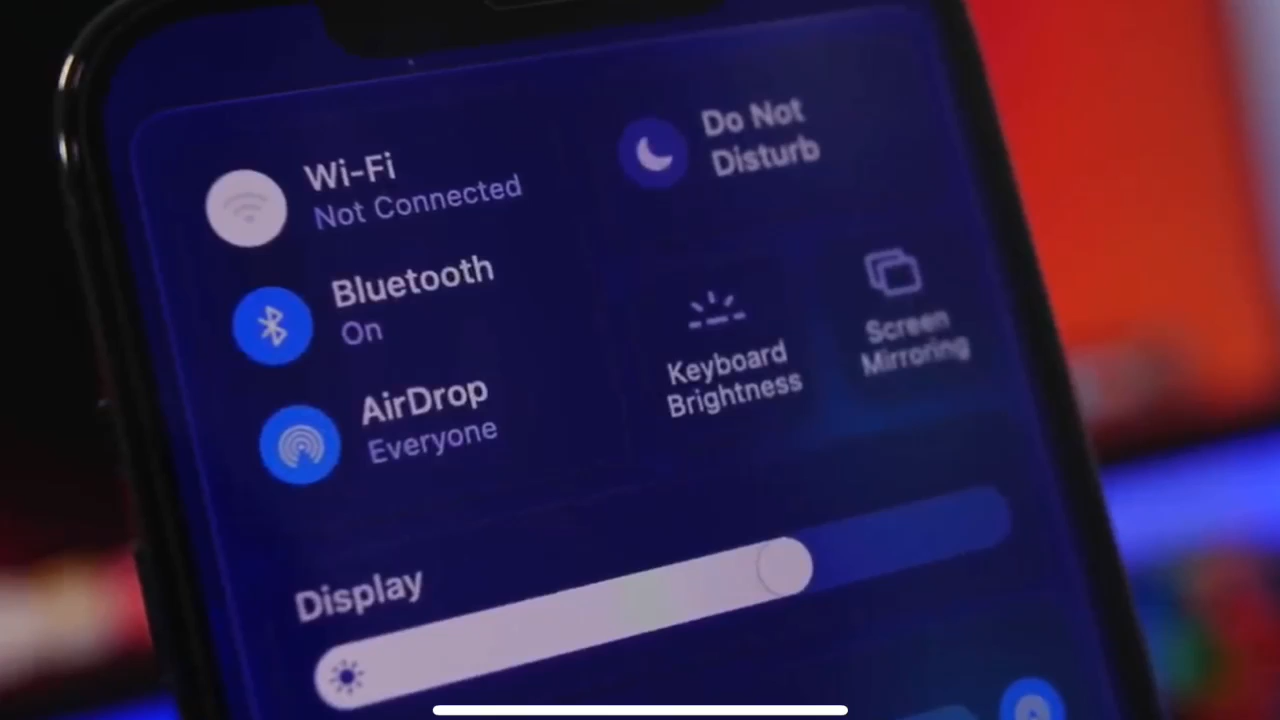 Wi-Fi
Not Connected
Bluetooth
On
AirDrop
Everyone
Do Not
Disturb
Keyboard
Brightness
Screen
Mirroring
Display